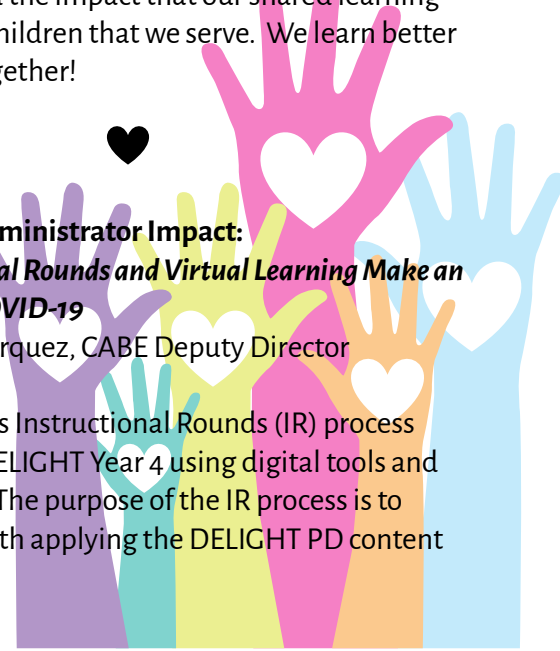 the impact that our shared learning
hildren that we serve. We learn better
gether!
ministrator Impact:
al Rounds and Virtual Learning Make an
OVID-19
rquez, CABE Deputy Director
s Instructional Rounds (IR) process
ELIGHT Year 4 using digital tools and
The purpose of the IR process is to
th applying the DELIGHT PD content